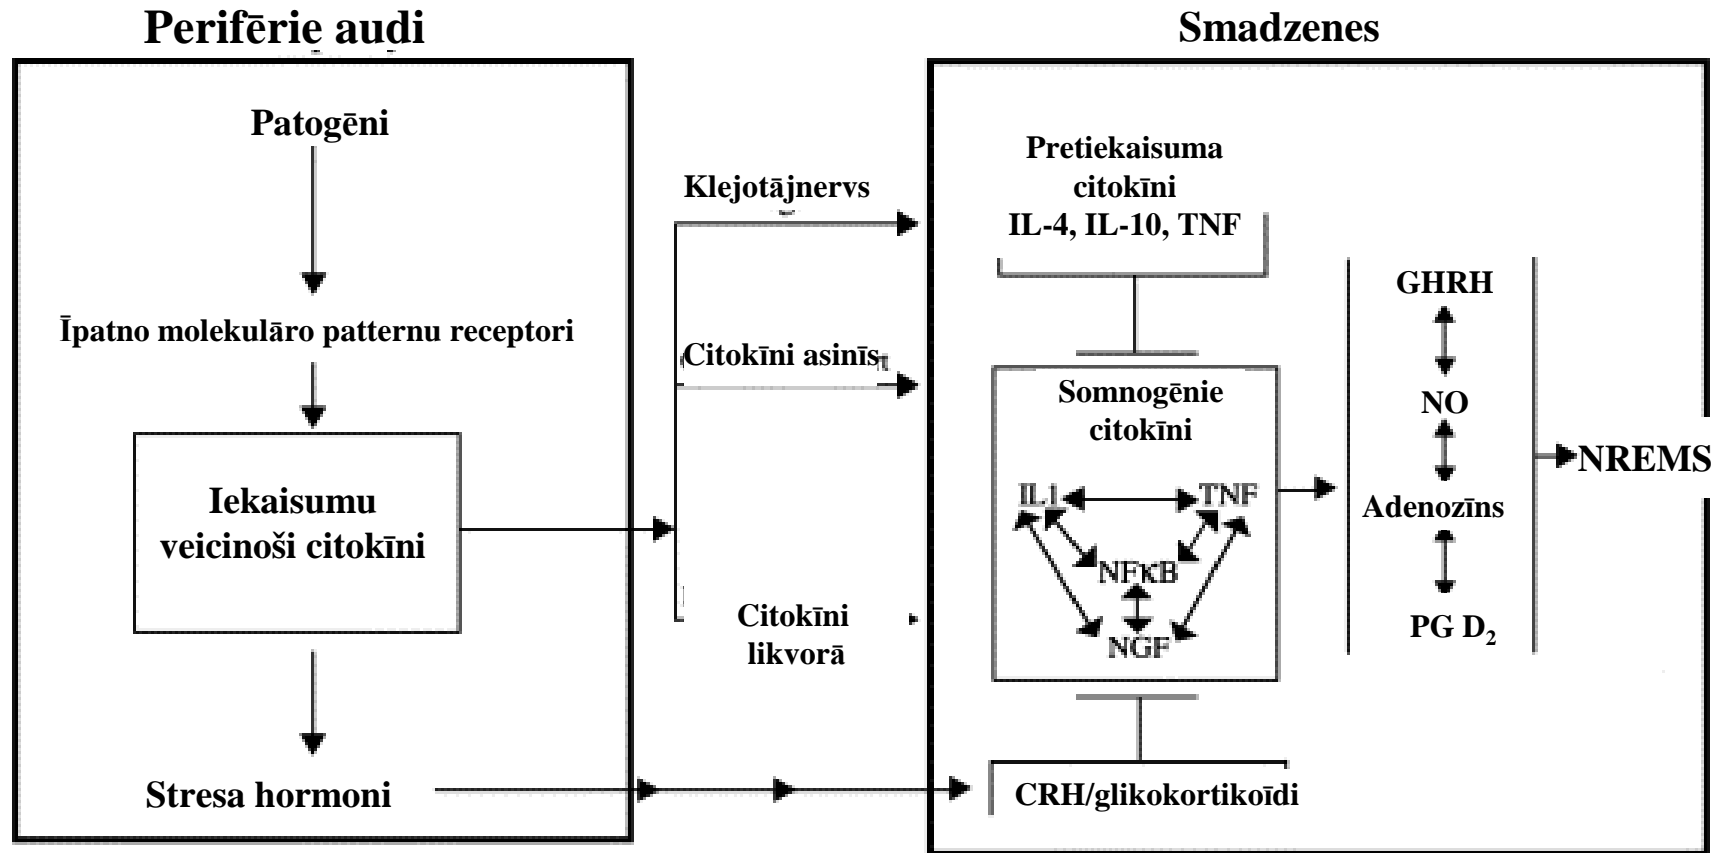 Perifērie audi
Smadzenes
Patogēni
Īpatno molekulāro patternu receptori
Iekaisumu
veicinoši citokīni
Stresa hormoni
Klejotājnervs
Citokīni asinīs
Citokīni
likvorā
Pretiekaisuma
citokīni
IL-4, IL-10, TNF
Somnogēnie
citokīni
IL1
TNF
NFκB
NGF
CRH/glikokortikoīdi
GHRH
NO
Adenozīns
PG D₂
NREMS